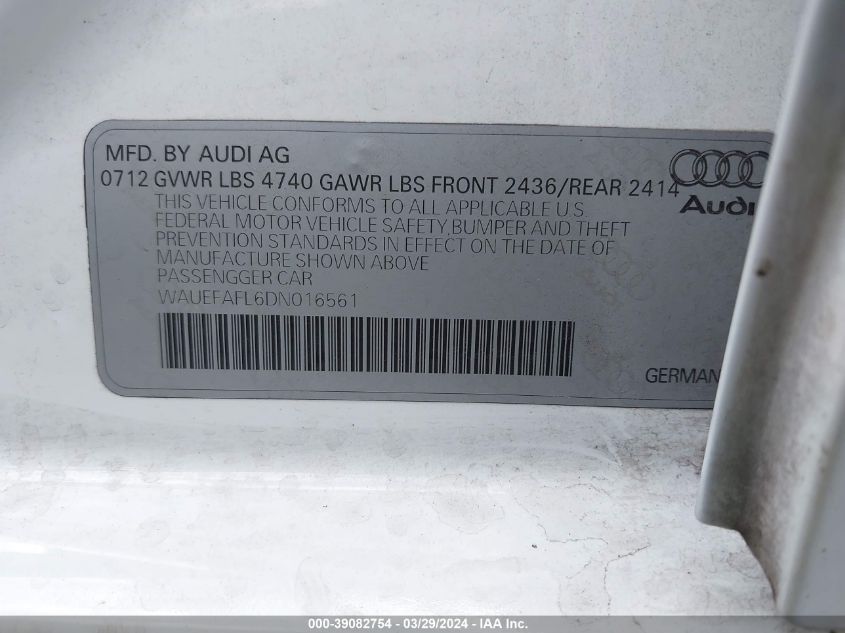 MFD. BY AUDI AG
0712 GVWR LBS 4740 GAWR LBS FRONT 2436/REAR 2414
Audi
THIS VEHICLE CONFORMS TO ALL APPLICABLE U.S.
FEDERAL MOTOR VEHICLE SAFETY,BUMPER AND THEFT
PREVENTION STANDARDS IN EFFECT ON THE DATE OF
MANUFACTURE SHOWN ABOVE
PASSENGGER CAR
WAUEFAFL6DN016561
GERMAN
000-39082754 - 03/29/2024 - IAAI Inc.